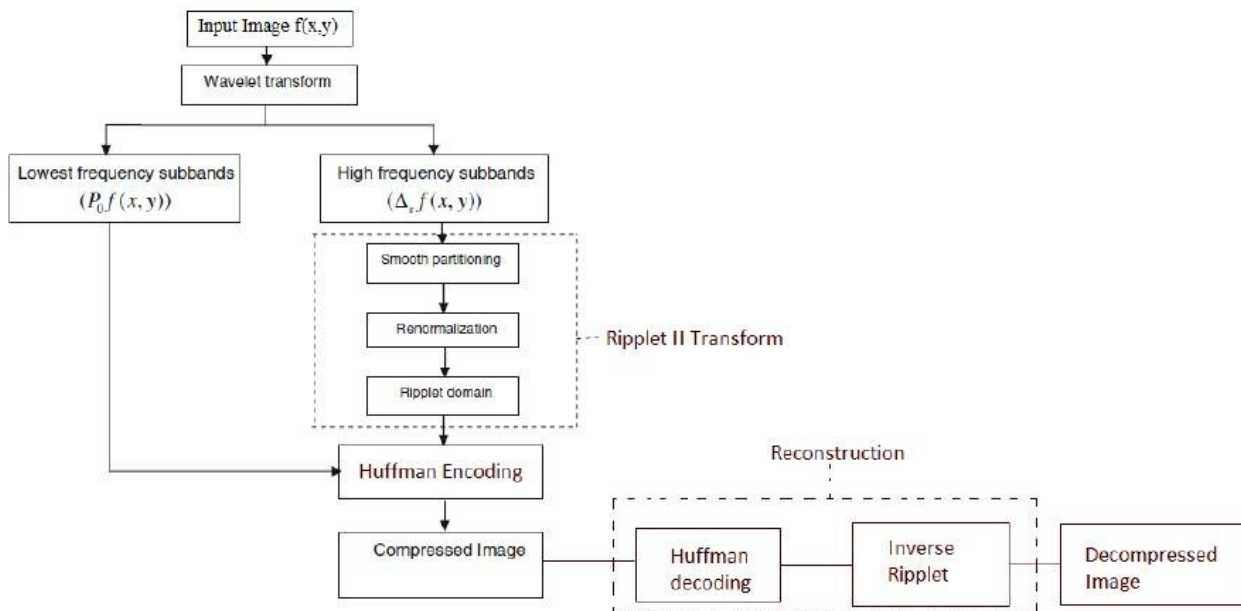 Input Image f(x,y)
Wavelet transform
Lowest frequency subbands
(P₀f(x, y))
High frequency subbands
(Δₛf(x, y))
Smooth partitioning
Renormalization
Ripplet domain
Ripplet II Transform
Huffman Encoding
Compressed Image
Reconstruction
Huffman
decoding
Inverse
Ripplet
Decompressed
Image